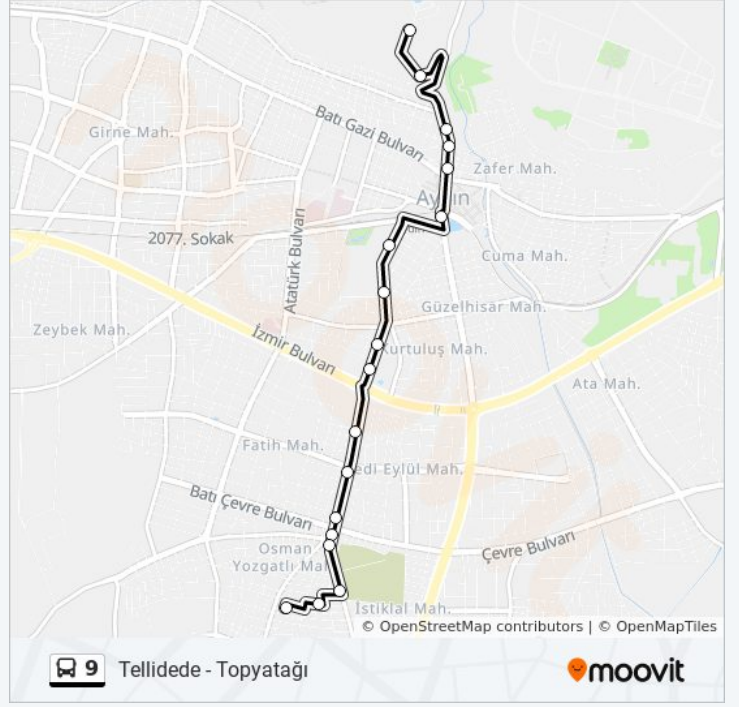 Batı Gazi Bulvarı
Girne Mah.
Zafer Mah.
2077. Sokak
Atatürk Bulvarı
Cuma Mah.
Güzelhisar Mah.
Zeybek Mah.
İzmir Bulvarı
Kurtuluş Mah.
Ata Mah.
Fatih Mah.
edi Eylül Mah.
Batı Çevre Bulvarı
Çevre Bulvarı
Osman
Yozgatlı Mah
İstiklal Mah.
© OpenStreetMap contributors | © OpenMapTiles
9 Tellidede - Topyatağı
moovit